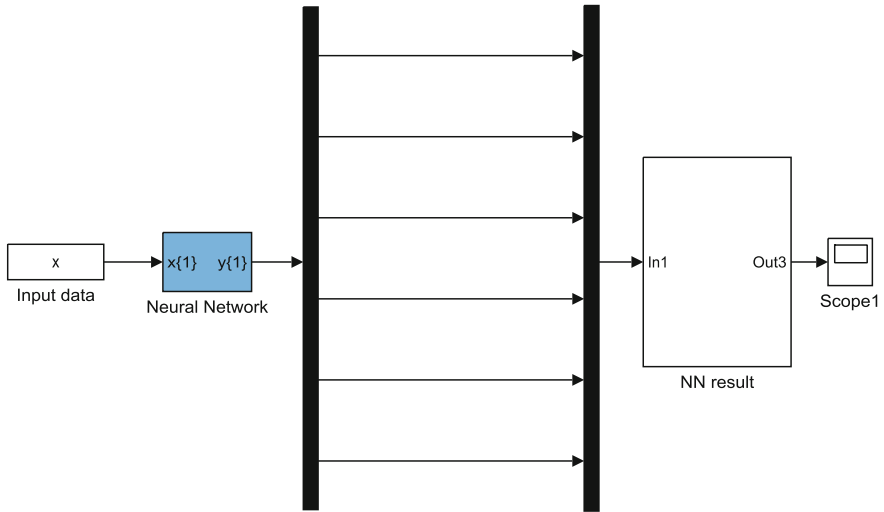 x
Input data
x{1} y{1}
Neural Network
In1 Out3
NN result
Scope1